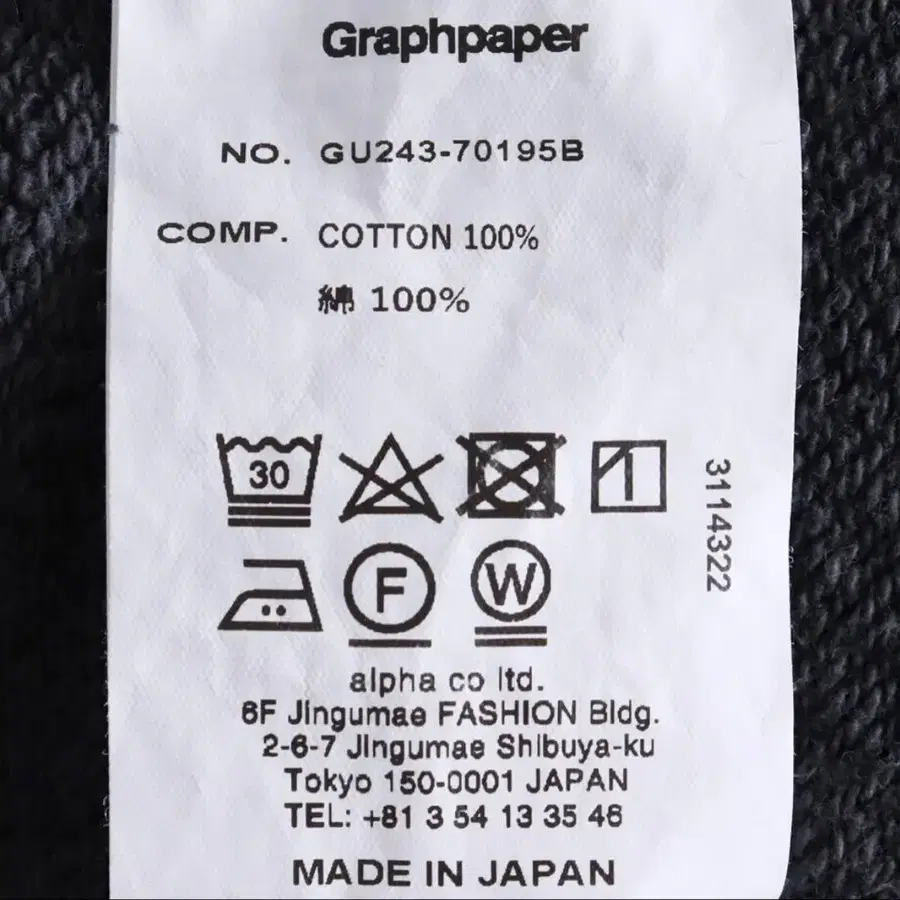 Graphpaper
NO. GU243-70195B
COMP. COTTON 100%
綿 100%
30
3114322
F
W
alpha co ltd.
6F Jingumae FASHION Bldg.
2-6-7 Jingumae Shibuya-ku
Tokyo 150-0001 JAPAN
TEL: +81 3 54 13 35 46
MADE IN JAPAN